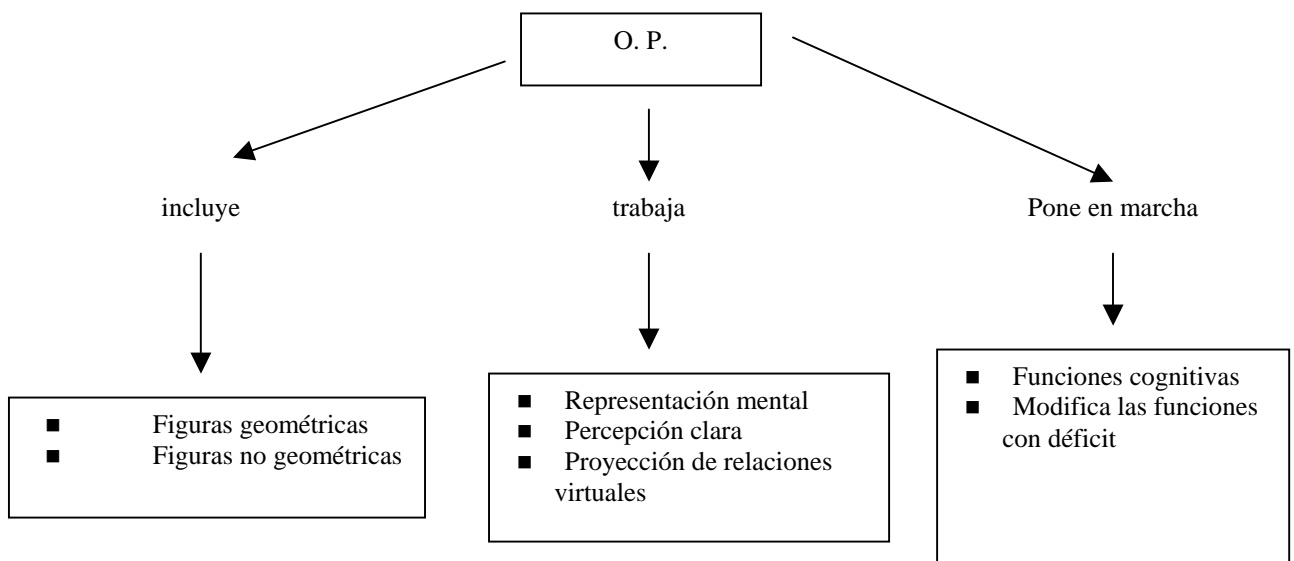 O. P.
incluye
trabaja
Pone en marcha
■ Figuras geométricas
■ Figuras no geométricas
■ Representación mental
■ Percepción clara
■ Proyección de relaciones
virtuales
■ Funciones cognitivas
■ Modifica las funciones
con déficit